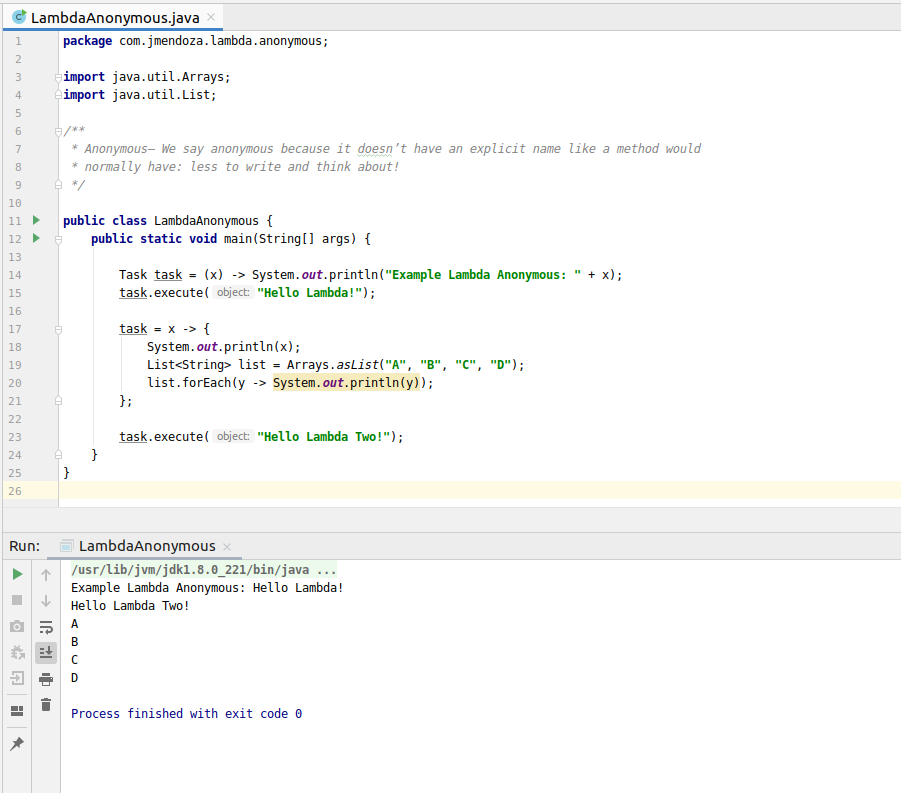 LambdaAnonymous.java
1 package com.jmendoza.lambda.anonymous;
2
3 import java.util.Arrays;
4 import java.util.List;
5
6 /**
7  * Anonymous— We say anonymous because it doesn’t have an explicit name like a method would
8  * normally have: less to write and think about!
9  */
10
11 public class LambdaAnonymous {
12     public static void main(String[] args) {
13
14         Task task = (x) -> System.out.println("Example Lambda Anonymous: " + x);
15         task.execute( object: "Hello Lambda!");
16
17         task = x -> {
18             System.out.println(x);
19             List<String> list = Arrays.asList("A", "B", "C", "D");
20             list.forEach(y -> System.out.println(y));
21         };
22
23         task.execute( object: "Hello Lambda Two!");
24     }
25 }
26
Run: LambdaAnonymous
/usr/lib/jvm/jdk1.8.0_221/bin/java ...
Example Lambda Anonymous: Hello Lambda!
Hello Lambda Two!
A
B
C
D
Process finished with exit code 0